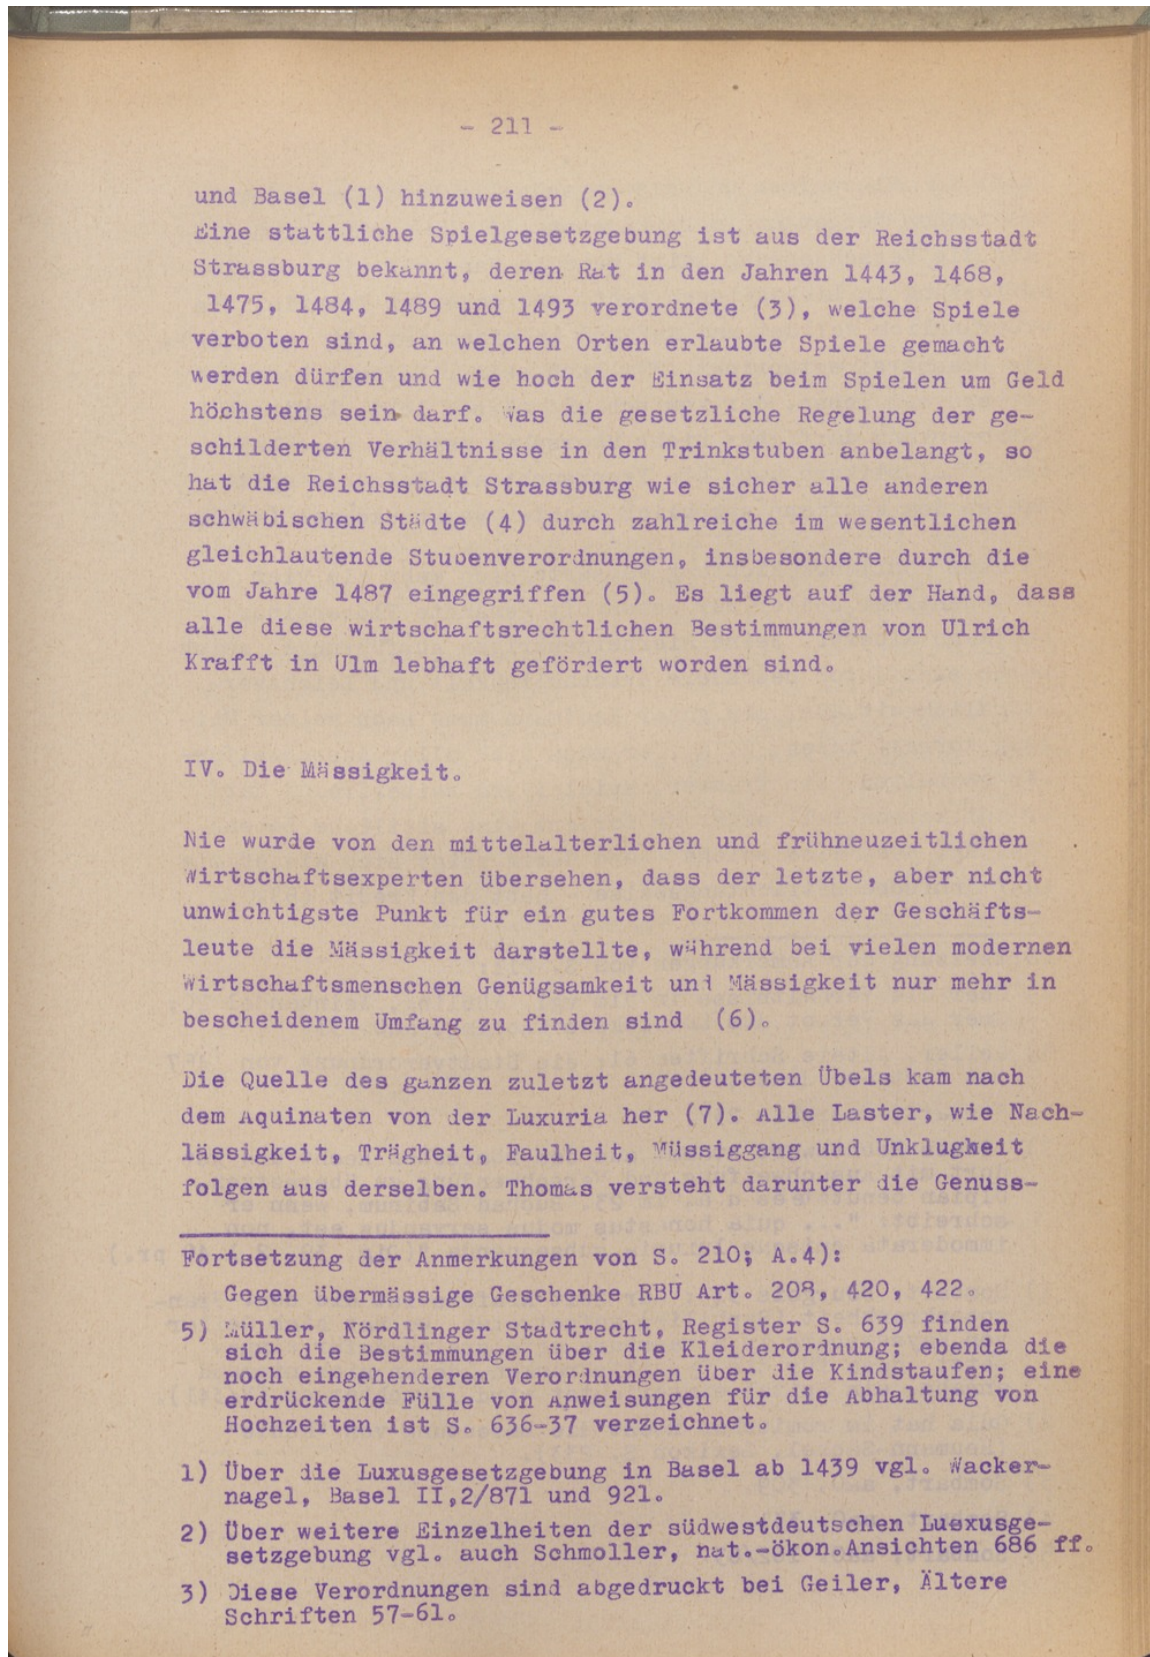 - 211 -
und Basel (1) hinzuweisen (2).
Eine stattliche Spielgesetzgebung ist aus der Reichsstadt
Strassburg bekannt, deren Rat in den Jahren 1443, 1468,
1475, 1484, 1489 und 1493 verordnete (3), welche Spiele
verboten sind, an welchen Orten erlaubte Spiele gemacht
werden dürfen und wie hoch der Einsatz beim Spielen um Geld
höchstens sein darf. Was die gesetzliche Regelung der ge-
schilderten Verhältnisse in den Trinkstuben anbelangt, so
hat die Reichsstadt Strassburg wie sicher alle anderen
schwäbischen Städte (4) durch zahlreiche im wesentlichen
gleichlautende Stubenverordnungen, insbesondere durch die
vom Jahre 1487 eingegriffen (5). Es liegt auf der Hand, dass
alle diese wirtschaftsrechtlichen Bestimmungen von Ulrich
Krafft in Ulm lebhaft gefördert worden sind.
IV. Die Mässigkeit.
Nie wurde von den mittelalterlichen und frühneuzeitlichen
Wirtschaftsexperten übersehen, dass der letzte, aber nicht
unwichtigste Punkt für ein gutes Fortkommen der Geschäfts-
leute die Mässigkeit darstellte, während bei vielen modernen
Wirtschaftsmenschen Genügsamkeit und Mässigkeit nur mehr in
bescheidenem Umfang zu finden sind (6).
Die Quelle des ganzen zuletzt angedeuteten Übels kam nach
dem Aquinaten von der Luxuria her (7). Alle Laster, wie Nach-
lässigkeit, Trägheit, Faulheit, Müssiggang und Unklugheit
folgen aus derselben. Thomas versteht darunter die Genuss-
Fortsetzung der Anmerkungen von S. 210; A.4):
Gegen übermässige Geschenke RBU Art. 208, 420, 422.
5) Müller, Nördlinger Stadtrecht, Register S. 639 finden
sich die Bestimmungen über die Kleiderordnung; ebenda die
noch eingehenderen Verordnungen über die Kindstaufen; eine
erdrückende Fülle von Anweisungen für die Abhaltung von
Hochzeiten ist S. 636-37 verzeichnet.
1) Über die Luxusgesetzgebung in Basel ab 1439 vgl. Wacker-
nagel, Basel II,2/871 und 921.
2) Über weitere Einzelheiten der südwestdeutschen Luexusge-
setzgebung vgl. auch Schmoller, nat.-ökon.Ansichten 686 ff.
3) Diese Verordnungen sind abgedruckt bei Geiler, Ältere
Schriften 57-61.